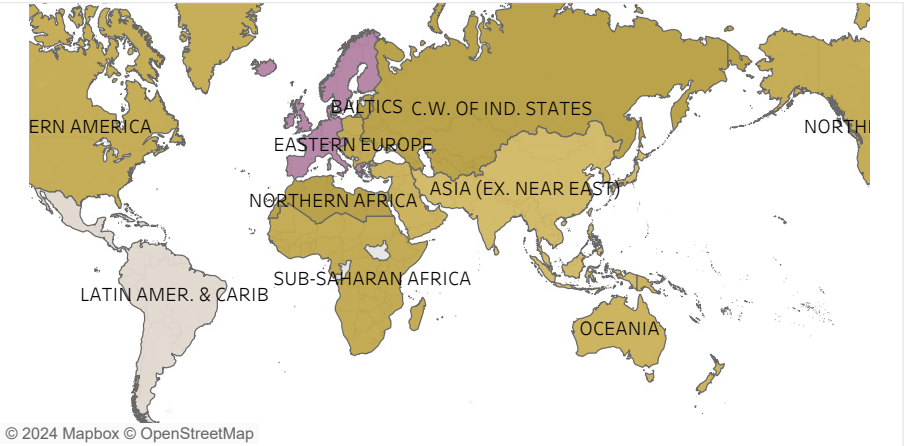 BALTICS
C.W. OF IND. STATES
ERN AMERICA
NORTH
EASTERN EUROPE
ASIA (EX. NEAR EAST)
NORTHERN AFRICA
SUB-SAHARAN AFRICA
LATIN AMER. & CARIB
OCEANIA
© 2024 Mapbox © OpenStreetMap